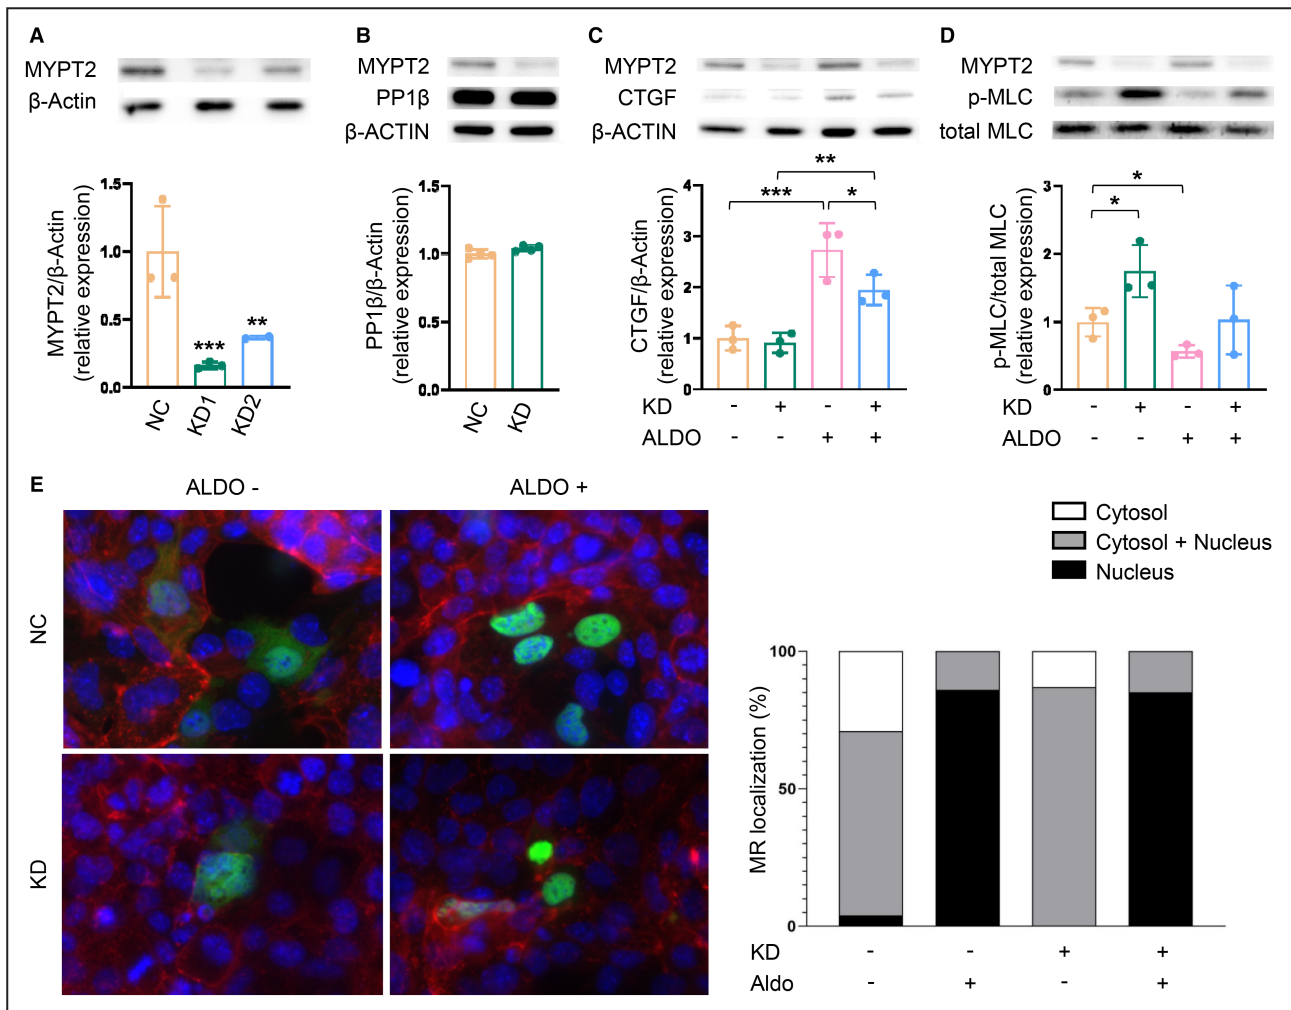 A
MYPT2
β-Actin
MYPT2/β-Actin
(relative expression)
1.5
1.0
0.5
0.0
***
**
NC
KD1
KD2
B
MYPT2
PP1β
β-ACTIN
PP1β/β-Actin
(relative expression)
1.5
1.0
0.5
0.0
NC
KD
C
MYPT2
CTGF
β-ACTIN
CTGF/β-Actin
(relative expression)
4
3
2
1
0
**
***
*
KD - + - +
ALDO - - + +
D
MYPT2
p-MLC
total MLC
p-MLC/total MLC
(relative expression)
3
2
1
0
*
*
KD - + - +
ALDO - - + +
E
ALDO - ALDO +
NC
KD
Cytosol
Cytosol + Nucleus
Nucleus
MR localization (%)
100
50
0
KD - - + +
Aldo - + - +